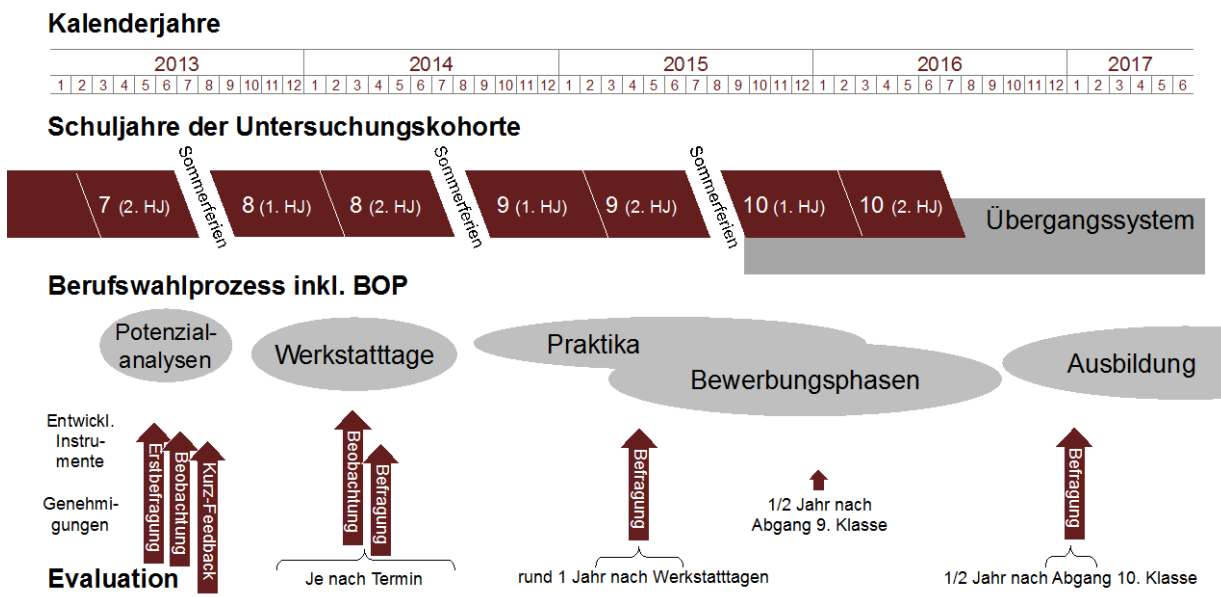 Kalenderjahre
2013 2014 2015 2016 2017
1 2 3 4 5 6 7 8 9 10 11 12 1 2 3 4 5 6 7 8 9 10 11 12 1 2 3 4 5 6 7 8 9 10 11 12 1 2 3 4 5 6 7 8 9 10 11 12 1 2 3 4 5 6
Schuljahre der Untersuchungskohorte
7 (2. HJ)
Sommerferien
8 (1. HJ)
8 (2. HJ)
Sommerferien
9 (1. HJ)
9 (2. HJ)
Sommerferien
10 (1. HJ)
10 (2. HJ)
Übergangssystem
Berufswahlprozess inkl. BOP
Potenzial-
analysen
Werkstatttage
Praktika
Bewerbungsphasen
Ausbildung
Entwickl.
Instru-
mente
Genehmi-
gungen
Erstbefragung
Beobachtung
Kurz-Feedback
Beobachtung
Befragung
Befragung
1/2 Jahr nach
Abgang 9. Klasse
Befragung
Evaluation
Je nach Termin
rund 1 Jahr nach Werkstatttagen
1/2 Jahr nach Abgang 10. Klasse